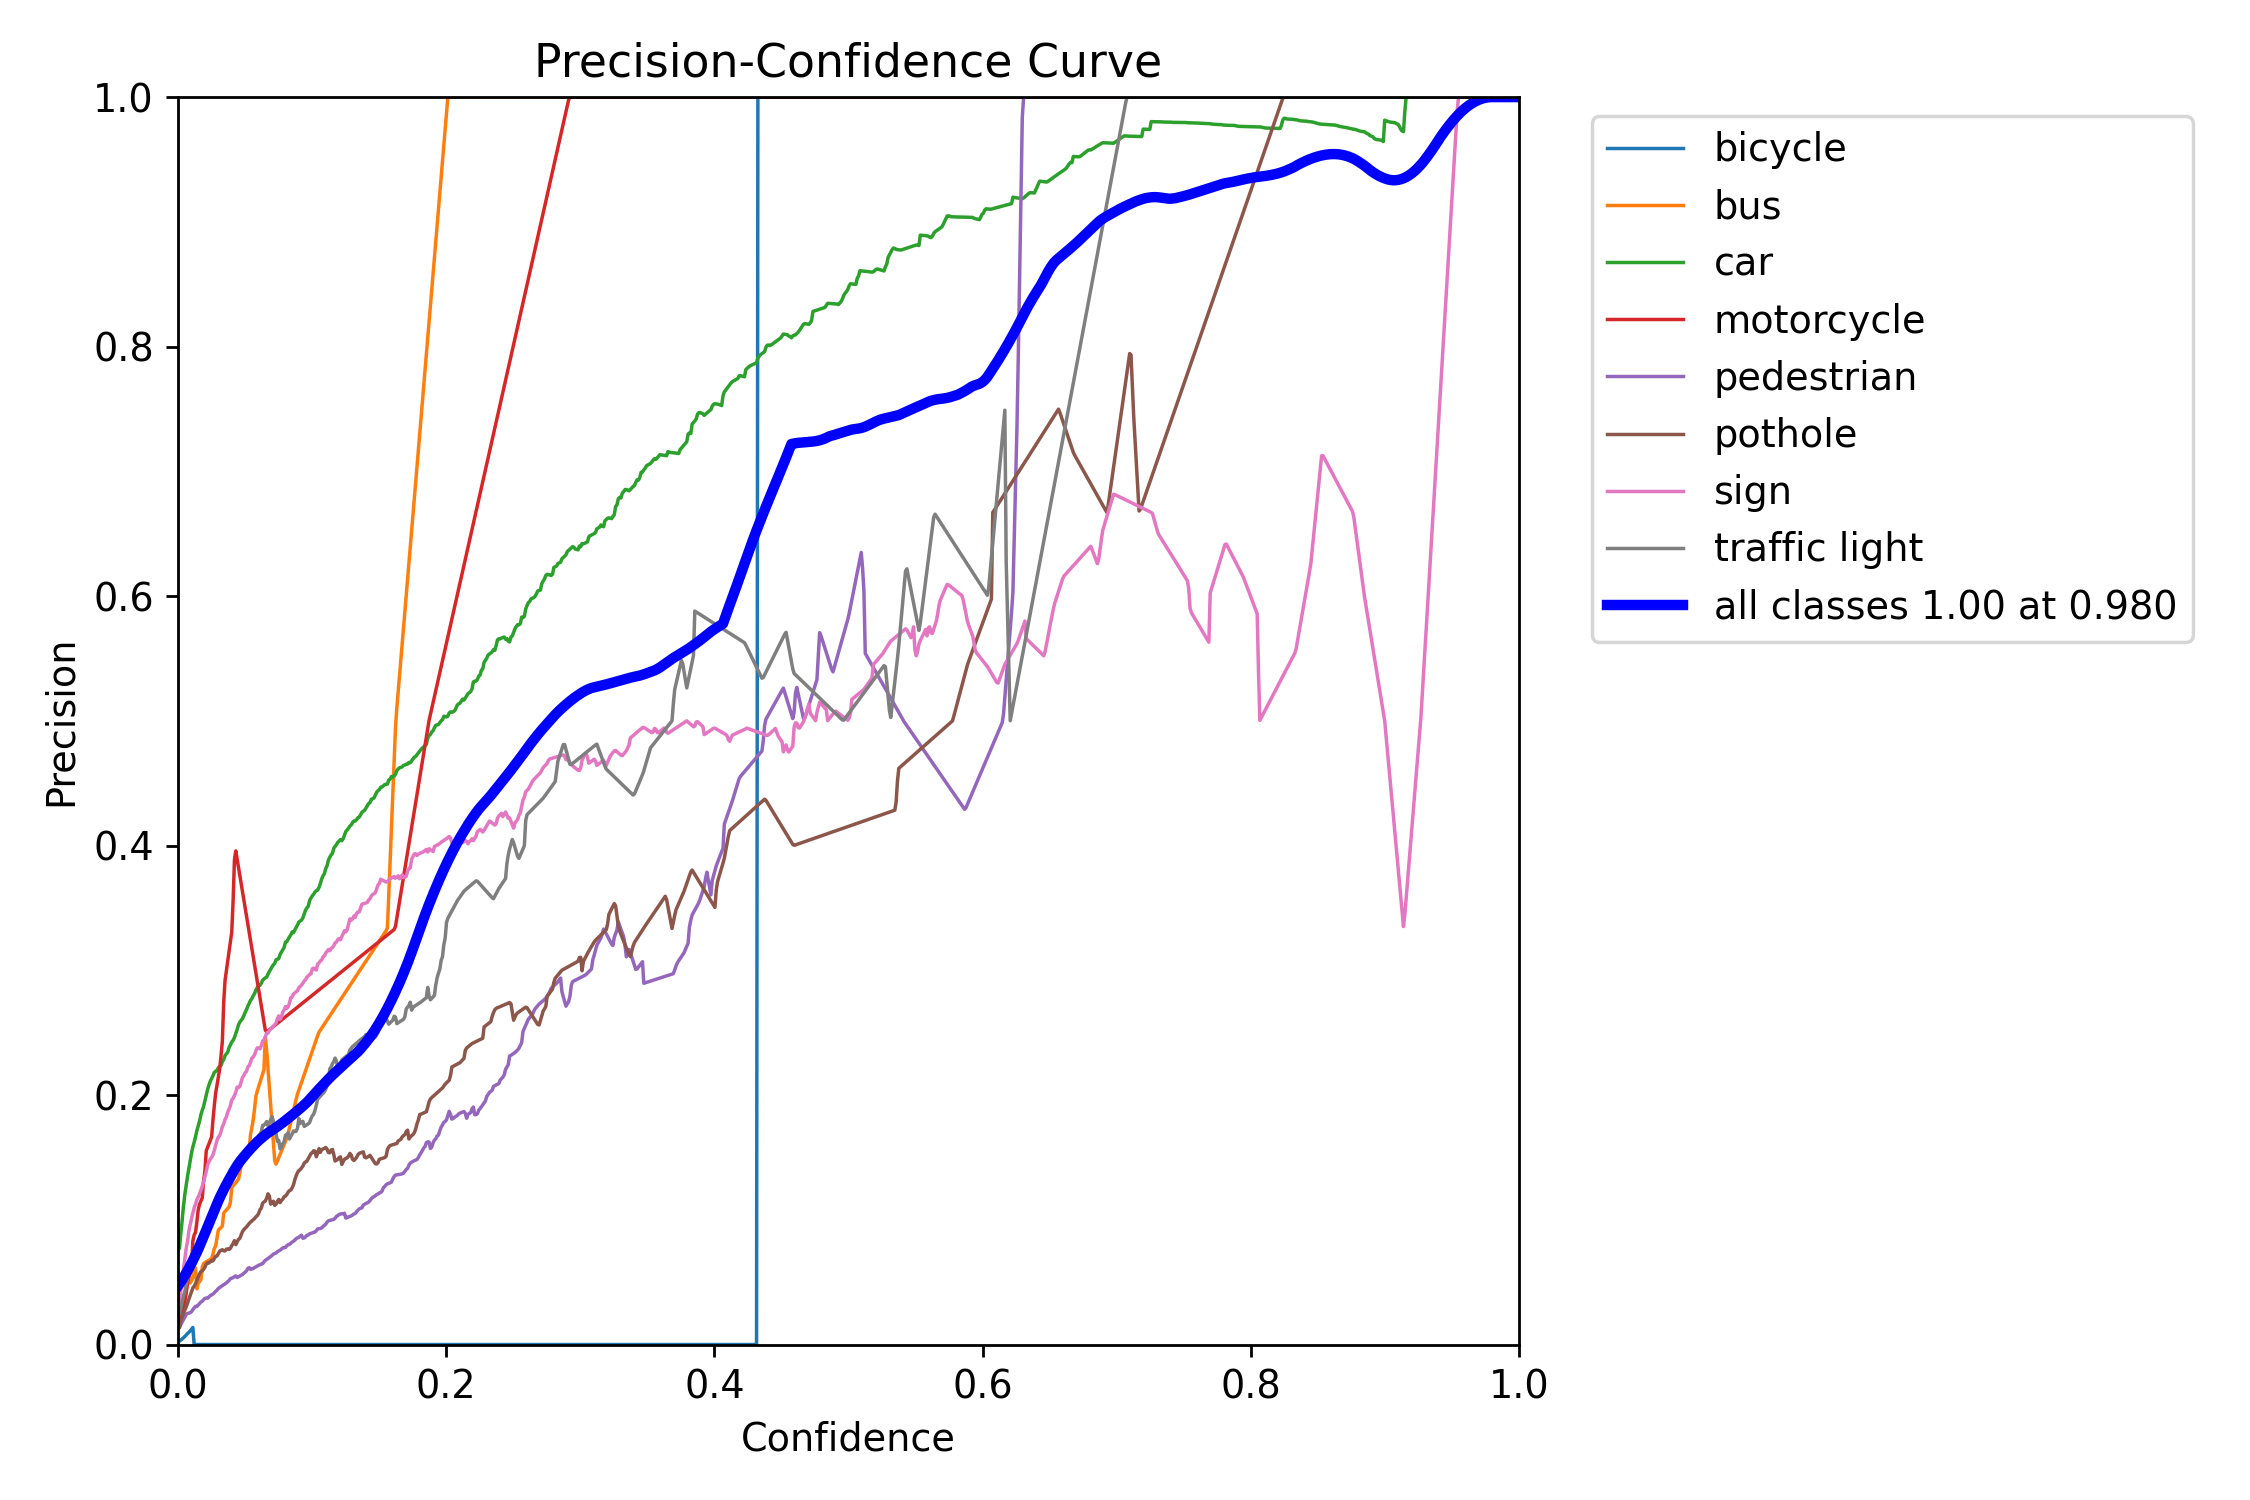 Precision-Confidence Curve
1.0
0.8
0.6
0.4
0.2
0.0
Precision
0.0 0.2 0.4 0.6 0.8 1.0
Confidence
bicycle
bus
car
motorcycle
pedestrian
pothole
sign
traffic light
all classes 1.00 at 0.980